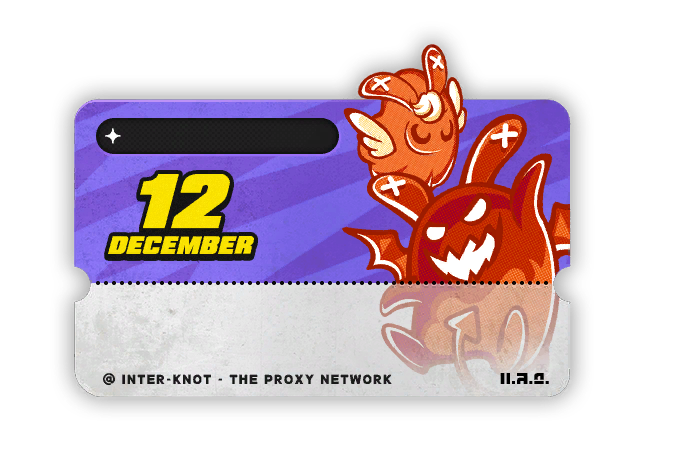 12
DECEMBER
@ INTER-KNOT - THE PROXY NETWORK